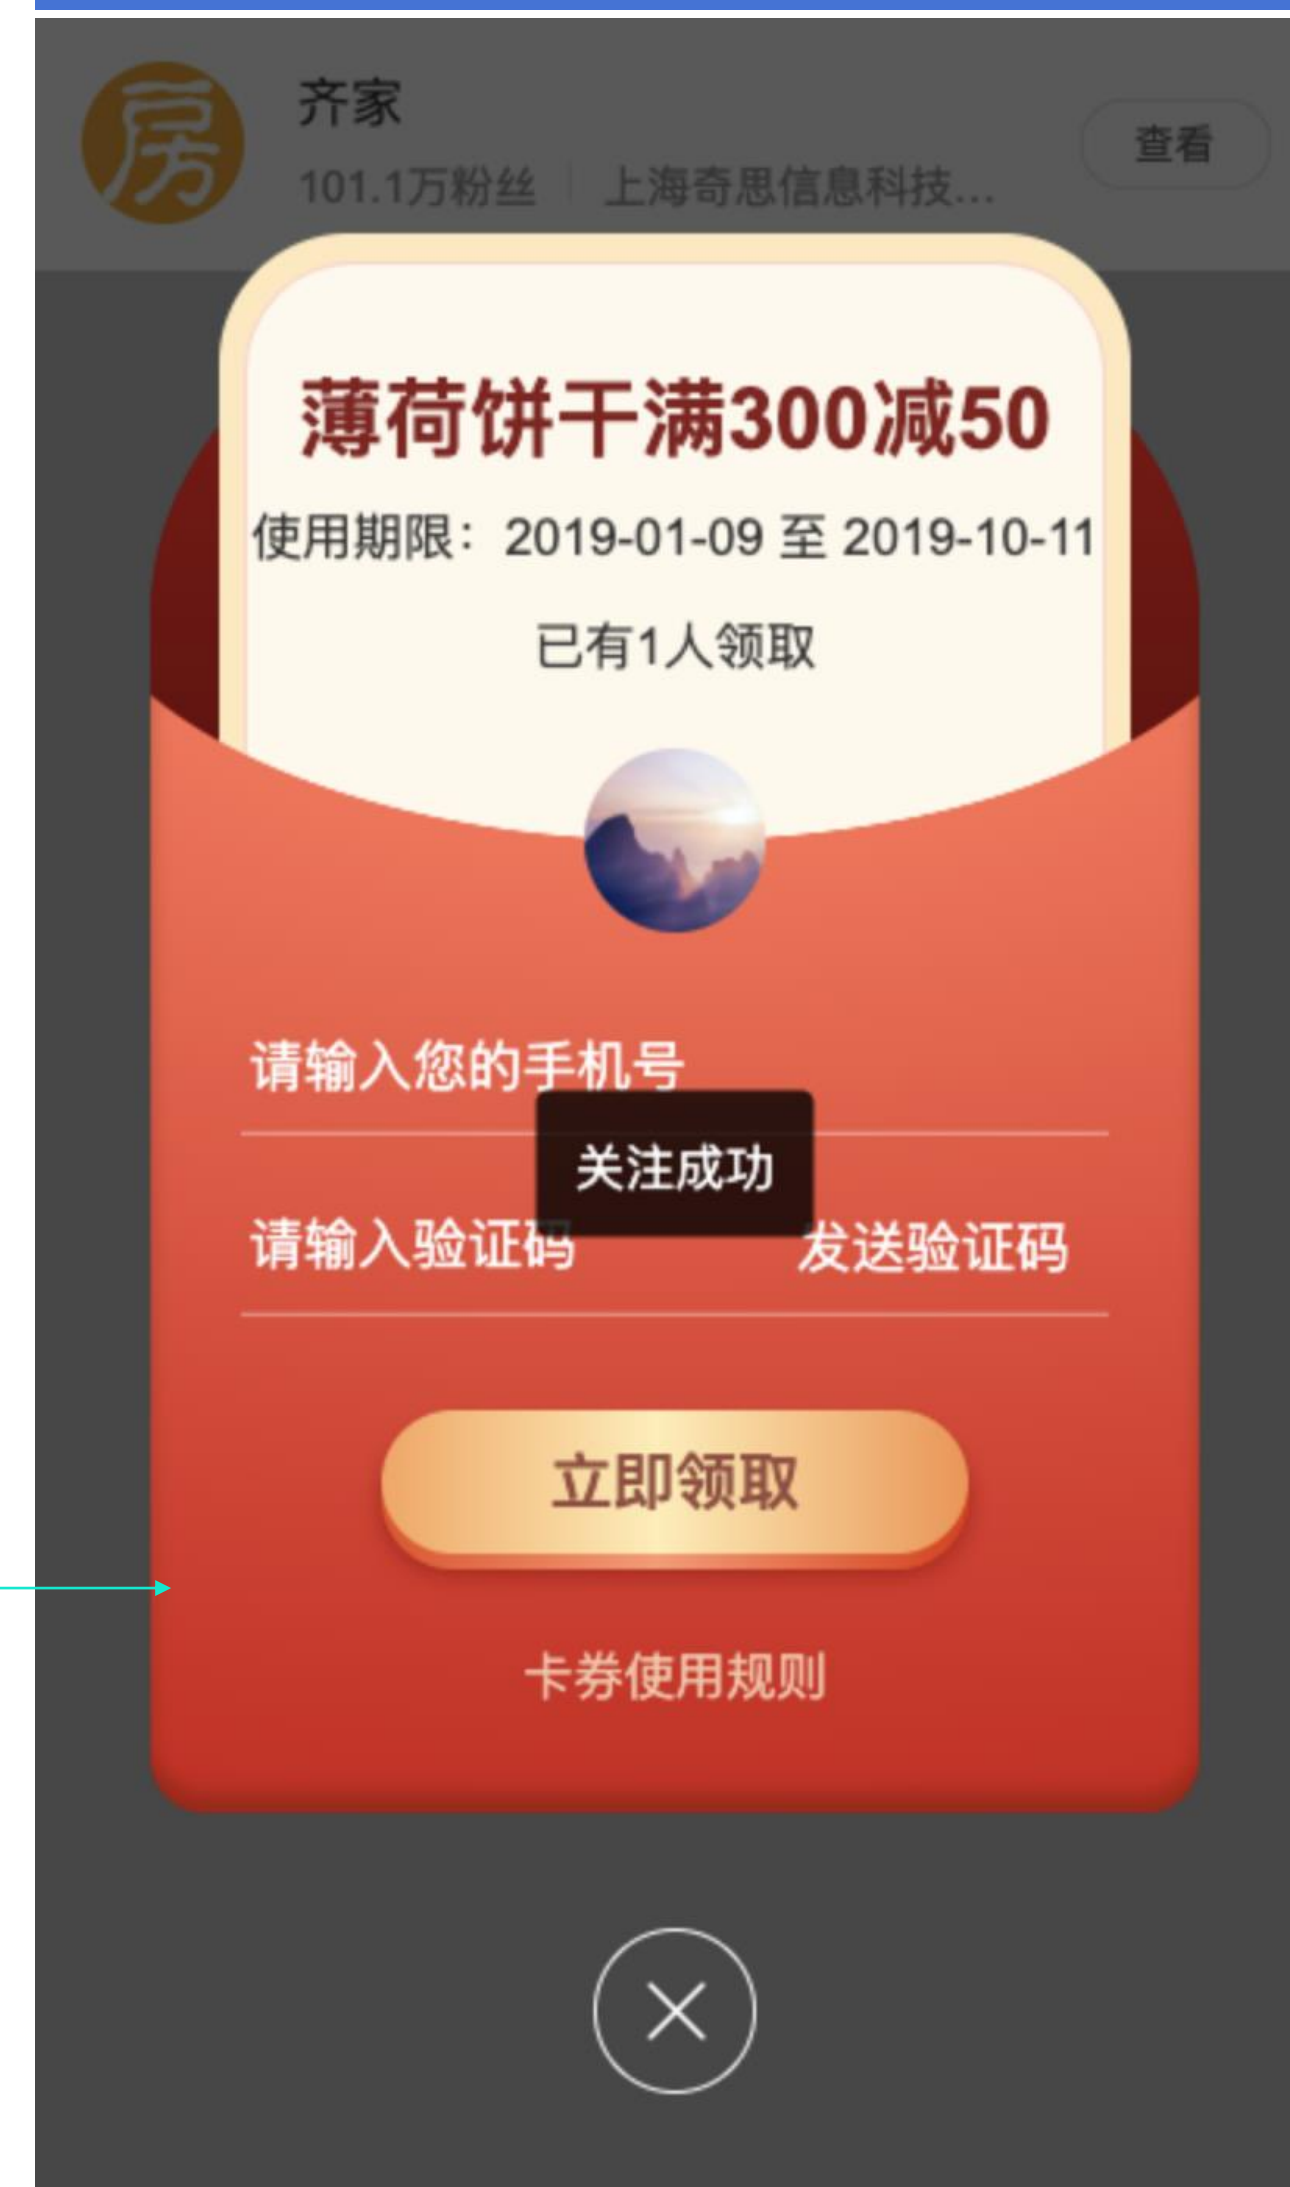 房
齐家
查看
101.1万粉丝 | 上海奇思信息科技...
薄荷饼干满300减50
使用期限：2019-01-09 至 2019-10-11
已有1人领取
请输入您的手机号
关注成功
请输入验证码 发送验证码
立即领取
卡券使用规则